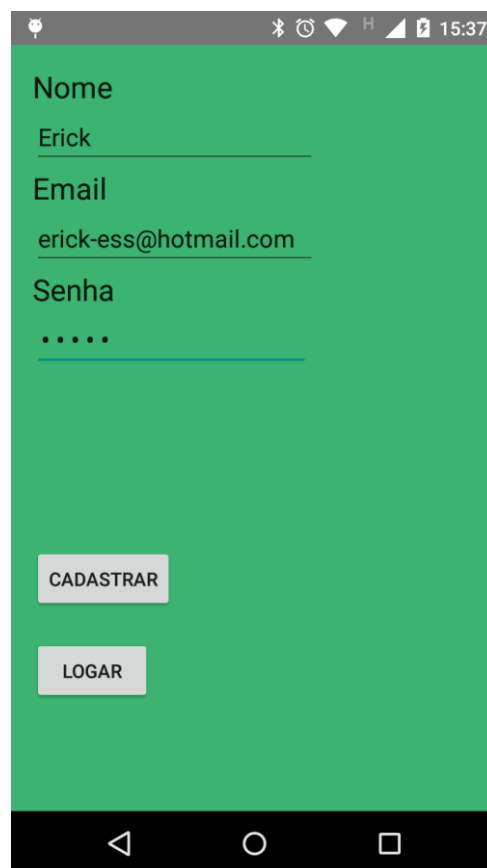 H 15:37
Nome
Erick
Email
erick-ess@hotmail.com
Senha
•••••
CADASTRAR
LOGAR